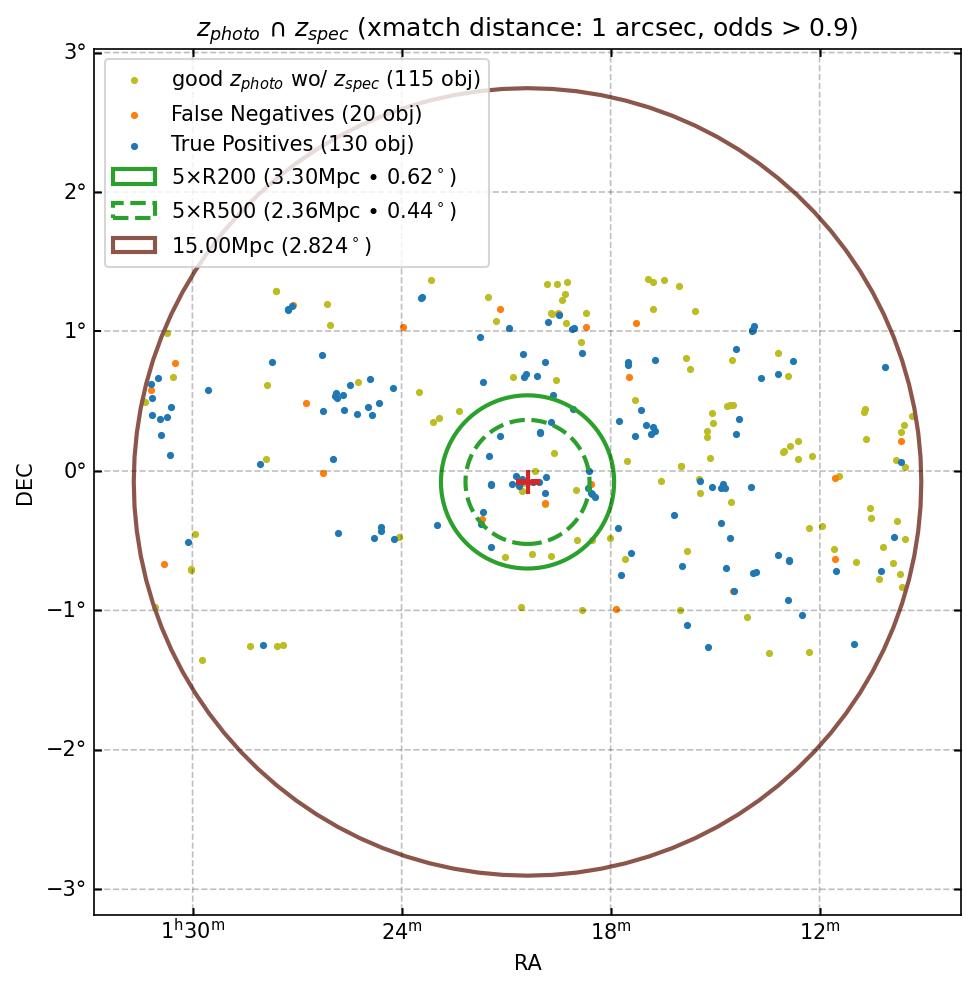 z_photo ∩ z_spec (xmatch distance: 1 arcsec, odds > 0.9)
good z_photo wo/ z_spec (115 obj)
False Negatives (20 obj)
True Positives (130 obj)
5×R200 (3.30Mpc • 0.62°)
5×R500 (2.36Mpc • 0.44°)
15.00Mpc (2.824°)
3°
2°
1°
0°
−1°
−2°
−3°
DEC
1ʰ30ᵐ 24ᵐ 18ᵐ 12ᵐ
RA